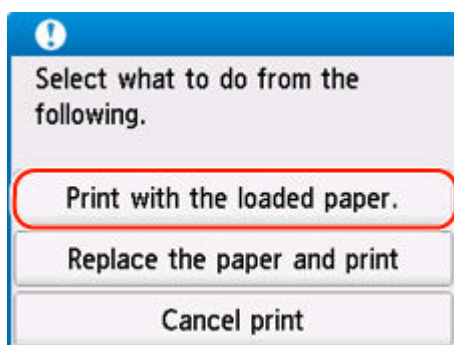 Select what to do from the
following.
Print with the loaded paper.
Replace the paper and print
Cancel print